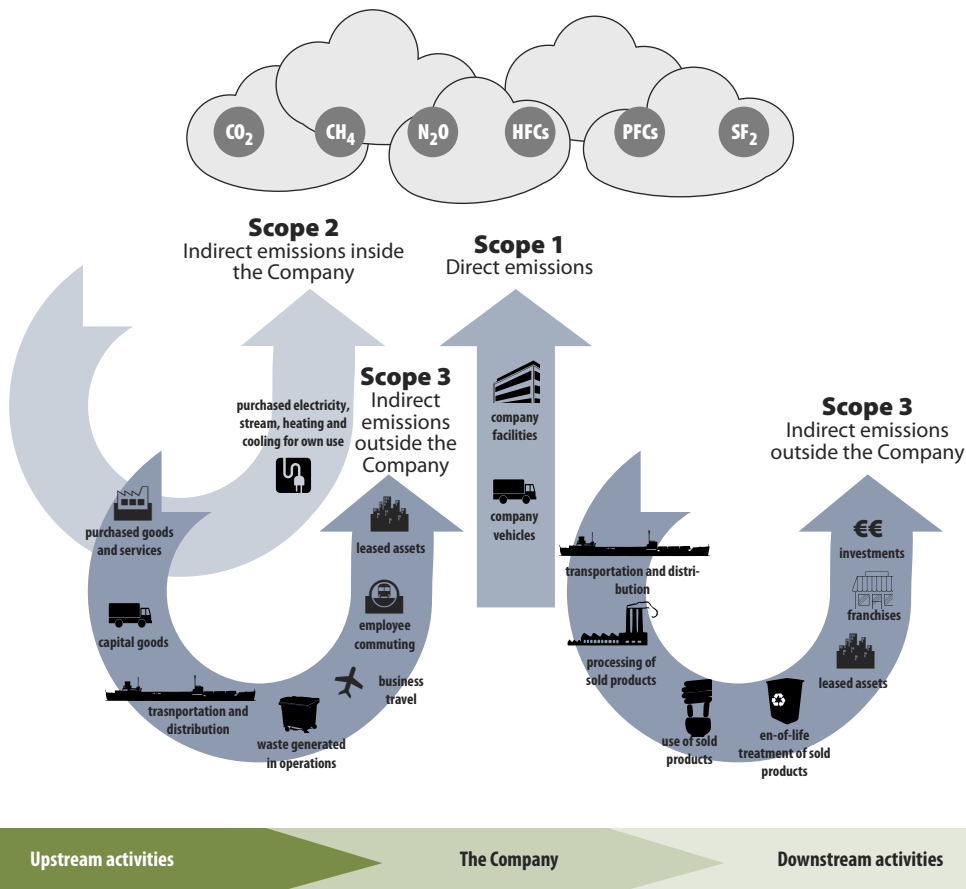 CO₂ CH₄ N₂O HFCs PFCs SF₂
Scope 2
Indirect emissions inside
the Company
Scope 1
Direct emissions
purchased electricity,
stream, heating and
cooling for own use
Scope 3
Indirect
emissions
outside the
Company
company
facilities
company
vehicles
Scope 3
Indirect emissions
outside the Company
purchased goods
and services
capital goods
trasnportation and
distribution
waste generated
in operations
business
travel
employee
commuting
leased assets
transportation and distri-
bution
processing of
sold products
use of sold
products
en-of-life
treatment of sold
products
leased assets
franchises
€€
investments
Upstream activities
The Company
Downstream activities